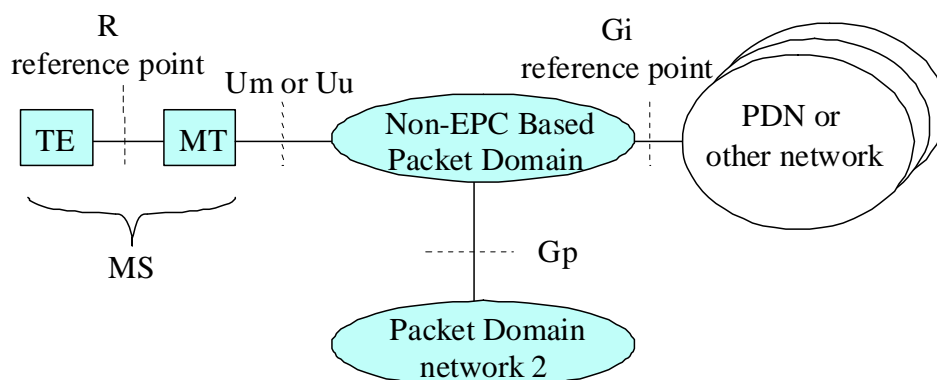 R
reference point
Um or Uu
Gi
reference point
TE
MT
Non-EPC Based
Packet Domain
PDN or
other network
MS
Gp
Packet Domain
network 2